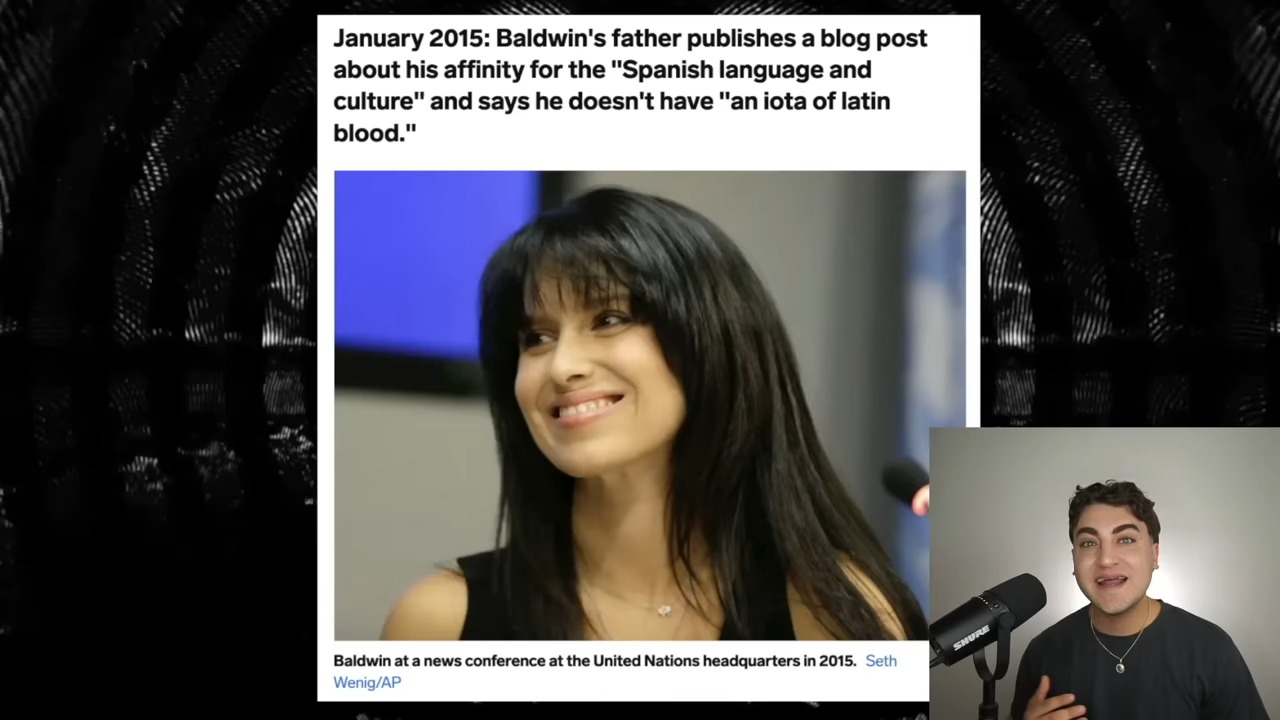 January 2015: Baldwin's father publishes a blog post
about his affinity for the "Spanish language and
culture" and says he doesn't have "an iota of latin
blood."
Baldwin at a news conference at the United Nations headquarters in 2015. Seth
Wenig/AP
SHURE